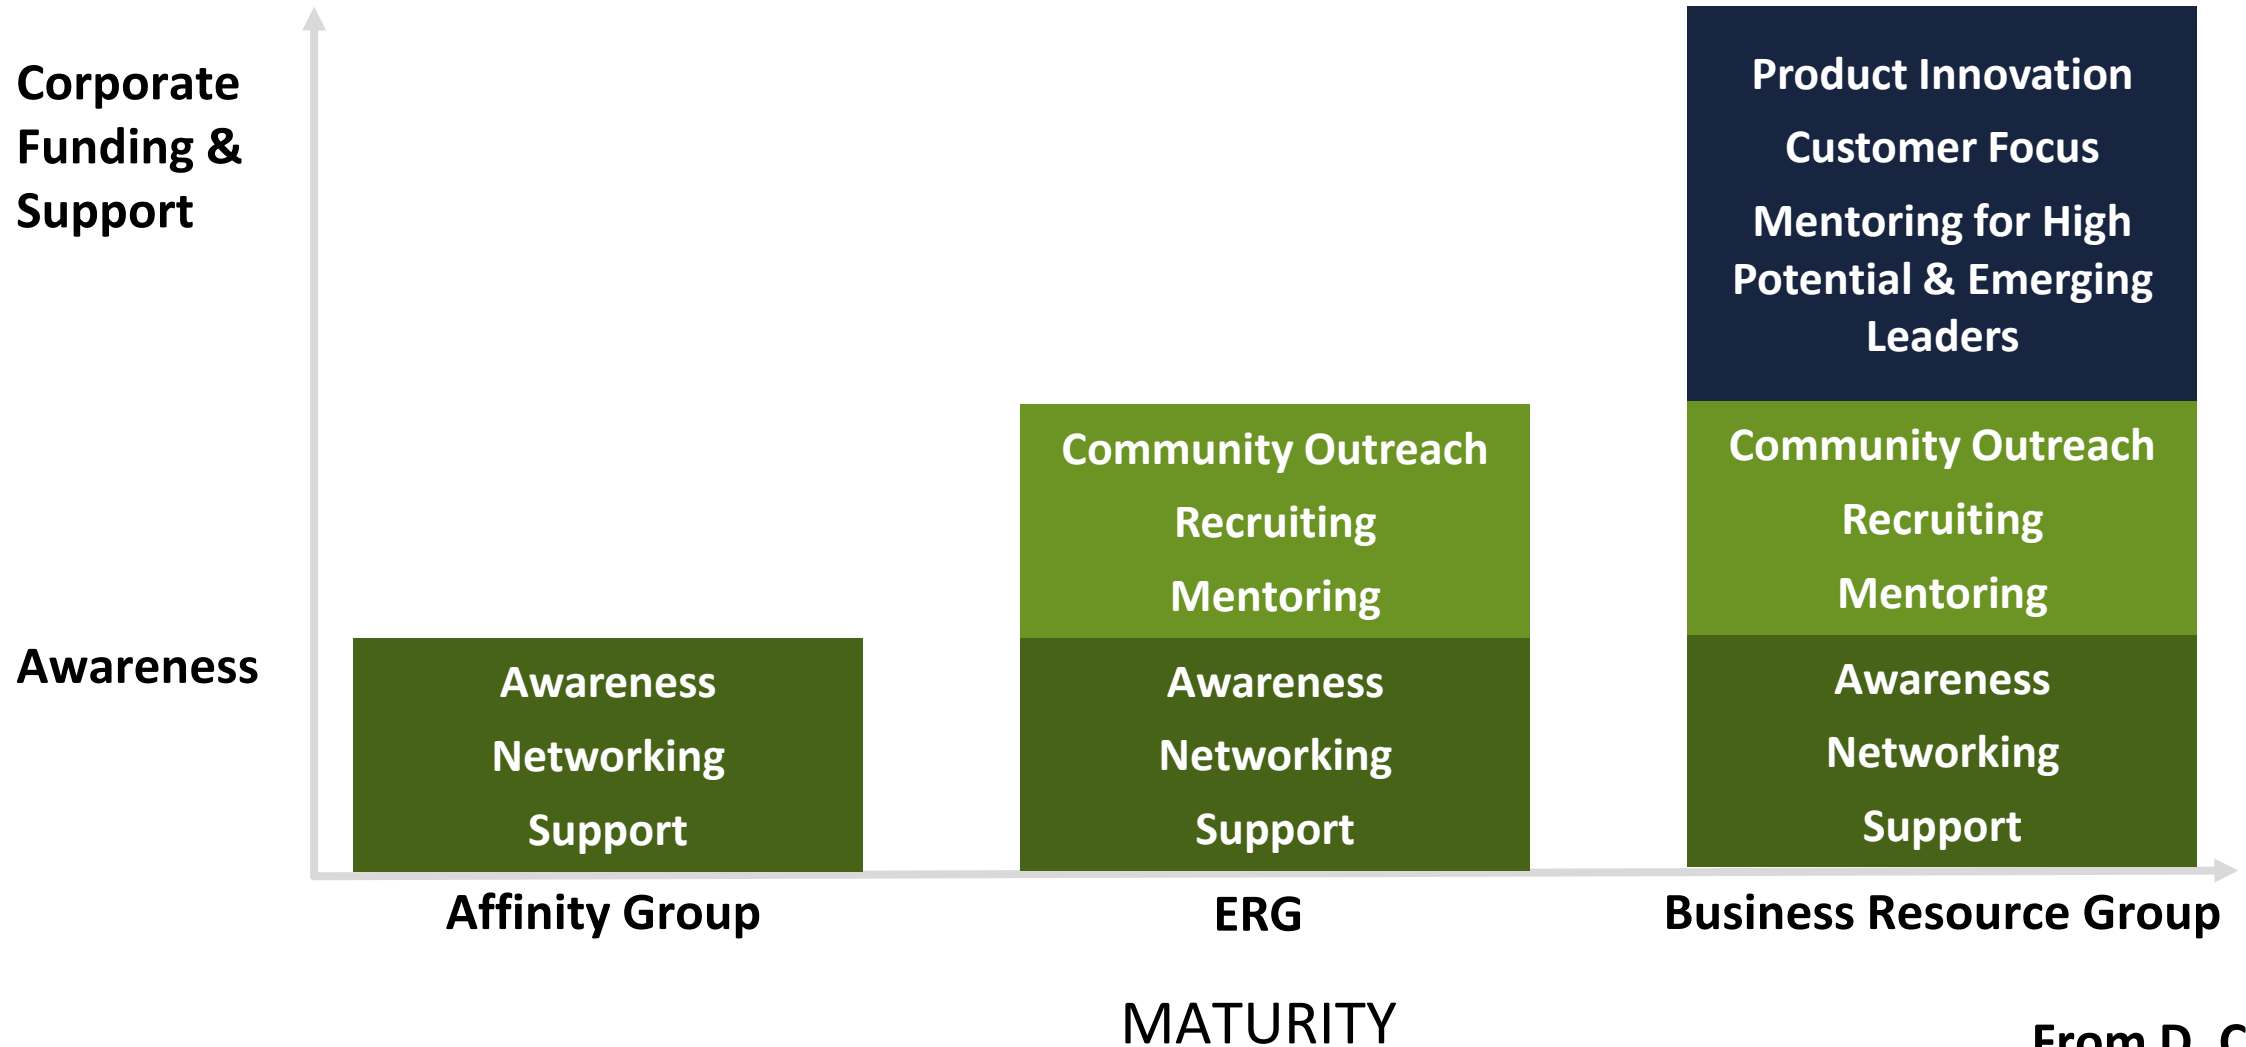 Corporate
Funding &
Support
Awareness
Awareness
Networking
Support
Community Outreach
Recruiting
Mentoring
Awareness
Networking
Support
Product Innovation
Customer Focus
Mentoring for High
Potential & Emerging
Leaders
Community Outreach
Recruiting
Mentoring
Awareness
Networking
Support
Affinity Group
ERG
Business Resource Group
MATURITY
From D. C